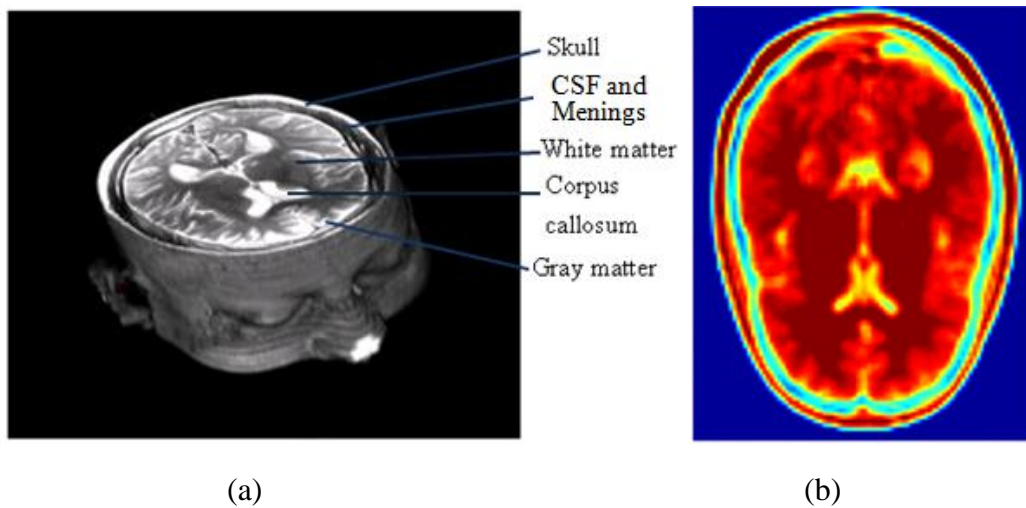 Skull
CSF and
Menings
White matter
Corpus
callosum
Gray matter
(a)
(b)